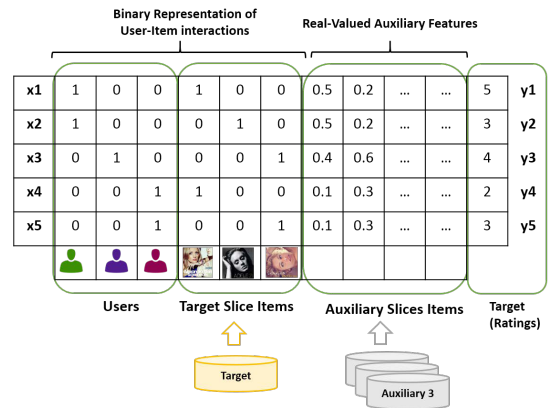 Binary Representation of
User-Item interactions
Real-Valued Auxiliary Features
x1 1 0 0 1 0 0 0.5 0.2 ... ... 5 y1
x2 1 0 0 0 1 0 0.5 0.2 ... ... 3 y2
x3 0 1 0 0 0 1 0.4 0.6 ... ... 4 y3
x4 0 0 1 1 0 0 0.1 0.3 ... ... 2 y4
x5 0 0 1 0 0 1 0.1 0.3 ... ... 3 y5
Users Target Slice Items Auxiliary Slices Items Target
(Ratings)
Target
Auxiliary 3